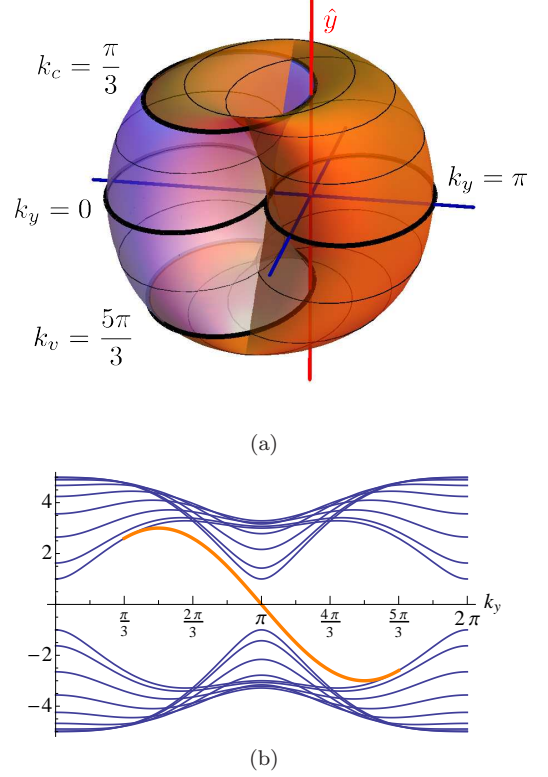 ŷ
k_c = π/3
k_y = π
k_y = 0
k_v = 5π/3
(a)
4
2
k_y
π/3 2π/3 π 4π/3 5π/3 2π
−2
−4
(b)